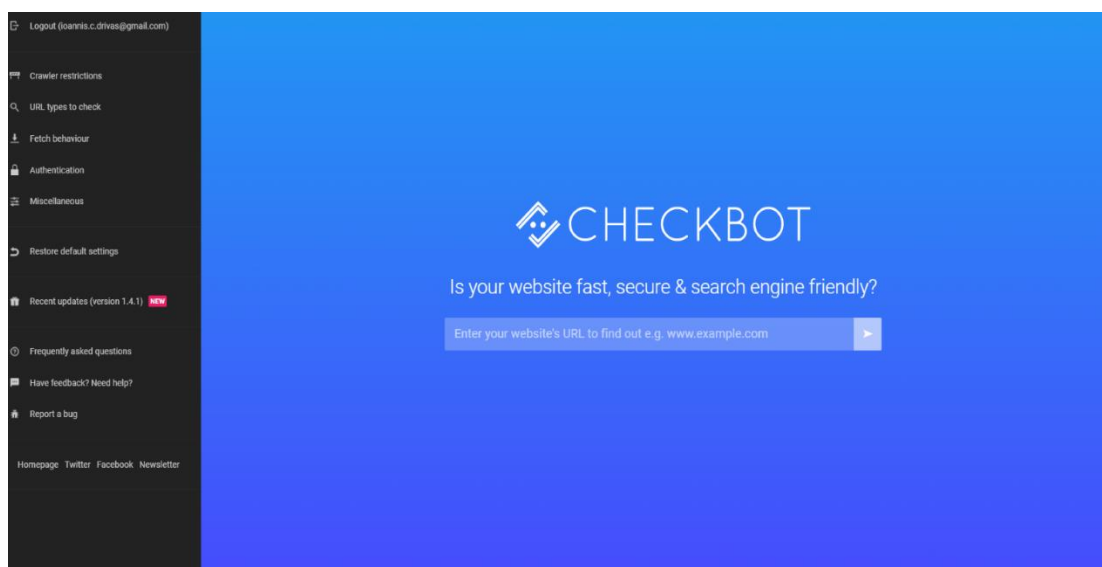 Logout (ioannis.c.drivas@gmail.com)
Crawler restrictions
URL types to check
Fetch behaviour
Authentication
Miscellaneous
Restore default settings
Recent updates (version 1.4.1) NEW
Frequently asked questions
Have feedback? Need help?
Report a bug
Homepage Twitter Facebook Newsletter
CHECKBOT
Is your website fast, secure & search engine friendly?
Enter your website's URL to find out e.g. www.example.com